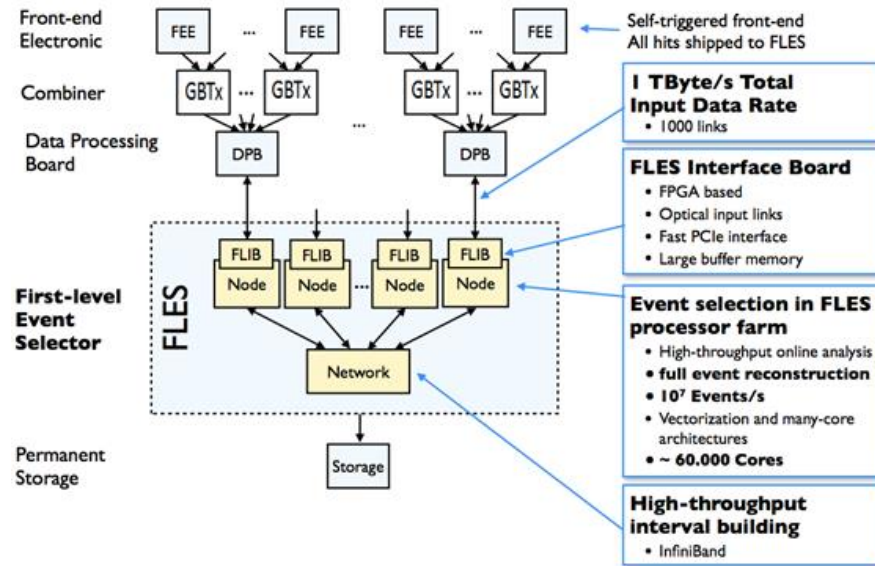 Front-end
Electronic
FEE ... FEE ... FEE ... FEE
Self-triggered front-end
All hits shipped to FLES
Combiner
GBTx ... GBTx ... GBTx ... GBTx
Data Processing
Board
DPB ... DPB
1 TByte/s Total
Input Data Rate
• 1000 links
FLES Interface Board
• FPGA based
• Optical input links
• Fast PCIe interface
• Large buffer memory
First-level
Event
Selector
FLES
FLIB FLIB FLIB FLIB
Node Node ... Node Node
Network
Event selection in FLES
processor farm
• High-throughput online analysis
• full event reconstruction
• 10⁷ Events/s
• Vectorization and many-core
architectures
• ~ 60.000 Cores
Permanent
Storage
Storage
High-throughput
interval building
• InfiniBand